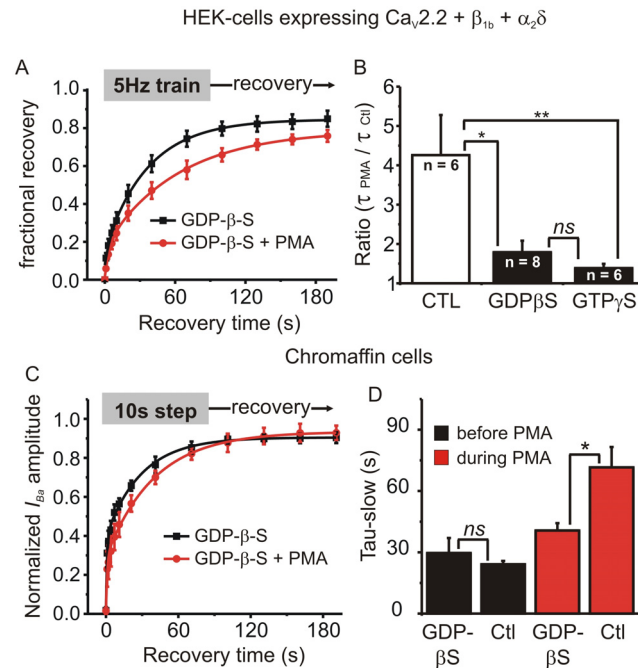 HEK-cells expressing Caᵥ2.2 + β₁b + α₂δ
A
5Hz train
recovery
fractional recovery
1.0
0.8
0.6
0.4
0.2
0.0
GDP-β-S
GDP-β-S + PMA
0 60 120 180
Recovery time (s)
B
Ratio (τ PMA / τ Ctl)
6
5
4
3
2
1
**
*
ns
n = 6
n = 8
n = 6
CTL GDPβS GTPγS
Chromaffin cells
C
10s step
recovery
Normalized I Ba amplitude
1.0
0.8
0.6
0.4
0.2
0.0
GDP-β-S
GDP-β-S + PMA
0 60 120 180
Recovery time (s)
D
Tau-slow (s)
90
60
30
0
before PMA
during PMA
*
ns
GDP-βS Ctl GDP-βS Ctl